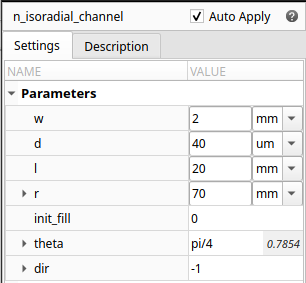 n_isoradial_channel Auto Apply ?
Settings Description
NAME VALUE
Parameters
w 2 mm
d 40 um
l 20 mm
r 70 mm
init_fill 0
theta pi/4 0.7854
dir -1